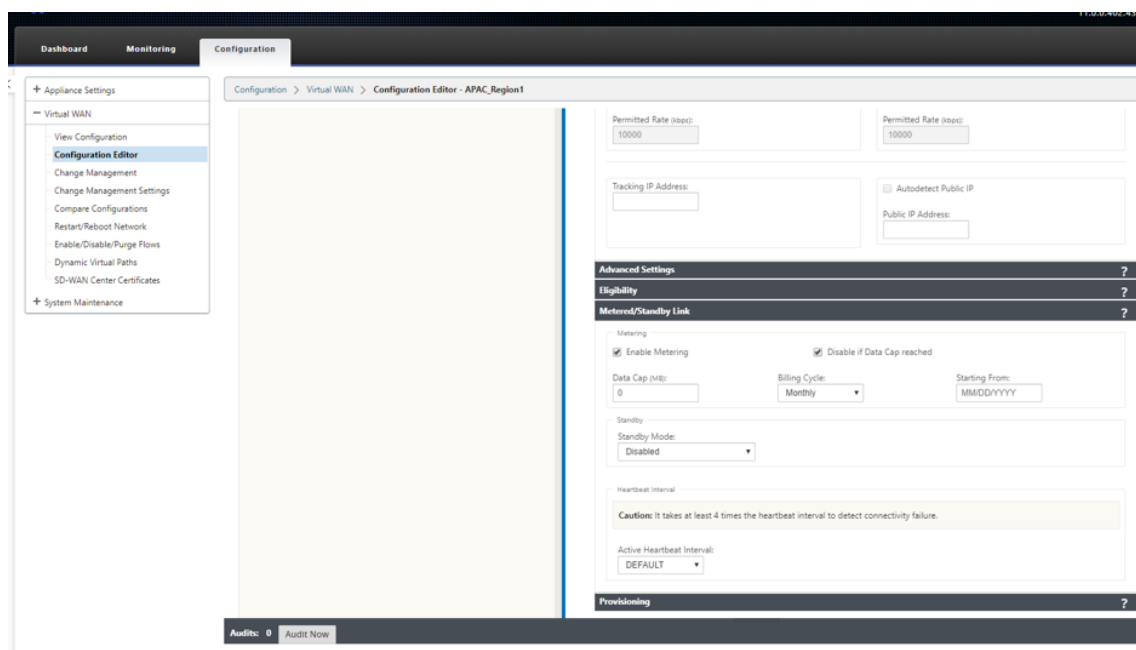 Dashboard Monitoring Configuration
+ Appliance Settings
Configuration > Virtual WAN > Configuration Editor - APAC_Region1
− Virtual WAN
View Configuration
Configuration Editor
Change Management
Change Management Settings
Compare Configurations
Restart/Reboot Network
Enable/Disable/Purge Flows
Dynamic Virtual Paths
SD-WAN Center Certificates
+ System Maintenance
Permitted Rate (kbps): Permitted Rate (kbps):
10000 10000
Tracking IP Address: Autodetect Public IP
Public IP Address:
Advanced Settings ?
Eligibility ?
Metered/Standby Link ?
Metering
Enable Metering Disable if Data Cap reached
Data Cap (MB): Billing Cycle: Starting From:
0 Monthly MM/DD/YYYY
Standby
Standby Mode:
Disabled
Heartbeat Interval
Caution: It takes at least 4 times the heartbeat interval to detect connectivity failure.
Active Heartbeat Interval:
DEFAULT
Provisioning ?
Audits: 0 Audit Now